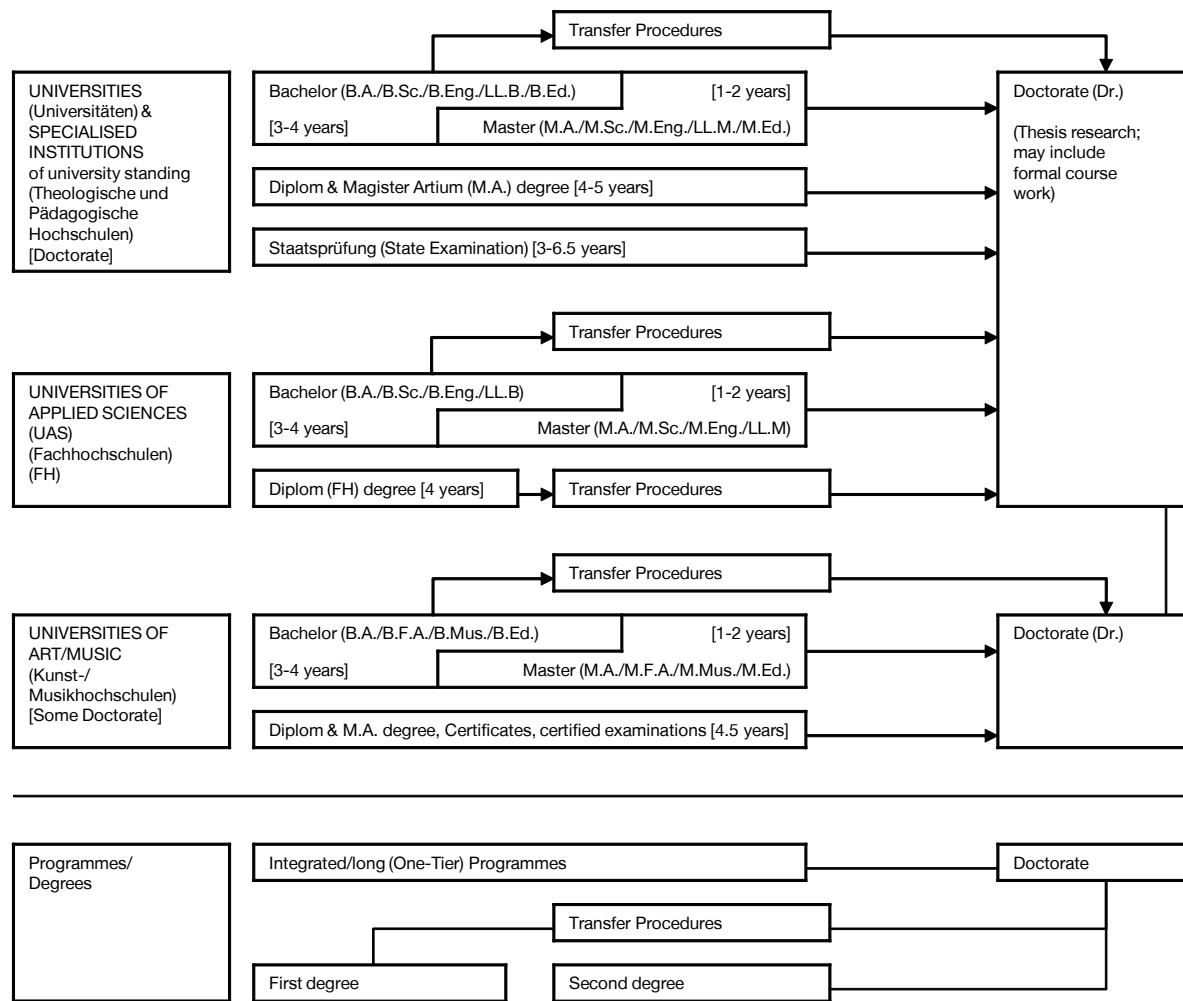 Transfer Procedures
UNIVERSITIES
(Universitäten) &
SPECIALISED
INSTITUTIONS
of university standing
(Theologische und
Pädagogische
Hochschulen)
[Doctorate]
Bachelor (B.A./B.Sc./B.Eng./LL.B./B.Ed.)
[1-2 years]
[3-4 years]
Master (M.A./M.Sc./M.Eng./LL.M./M.Ed.)
Diplom & Magister Artium (M.A.) degree [4-5 years]
Staatsprüfung (State Examination) [3-6.5 years]
Doctorate (Dr.)
(Thesis research;
may include
formal course
work)
Transfer Procedures
UNIVERSITIES OF
APPLIED SCIENCES
(UAS)
(Fachhochschulen)
(FH)
Bachelor (B.A./B.Sc./B.Eng./LL.B)
[1-2 years]
[3-4 years]
Master (M.A./M.Sc./M.Eng./LL.M)
Diplom (FH) degree [4 years]
Transfer Procedures
Transfer Procedures
UNIVERSITIES OF
ART/MUSIC
(Kunst-/
Musikhochschulen)
[Some Doctorate]
Bachelor (B.A./B.F.A./B.Mus./B.Ed.)
[1-2 years]
[3-4 years]
Master (M.A./M.F.A./M.Mus./M.Ed.)
Diplom & M.A. degree, Certificates, certified examinations [4.5 years]
Doctorate (Dr.)
Programmes/
Degrees
Integrated/long (One-Tier) Programmes
Doctorate
Transfer Procedures
First degree
Second degree